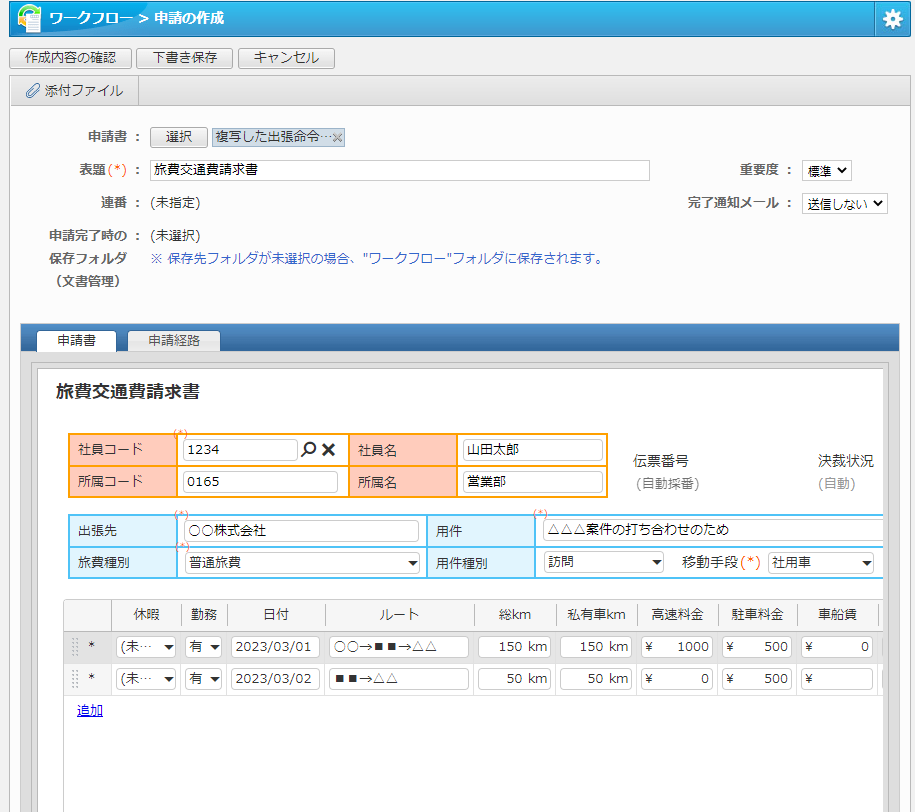 ワークフロー > 申請の作成
作成内容の確認 下書き保存 キャンセル
添付ファイル
申請書 : 選択 複写した出張命令…×
表題(*) : 旅費交通費請求書 重要度 : 標準
連番 : (未指定) 完了通知メール : 送信しない
申請完了時の : (未選択)
保存フォルダ ※ 保存先フォルダが未選択の場合、"ワークフロー"フォルダに保存されます。
(文書管理)
申請書 申請経路
旅費交通費請求書
(*)
社員コード 1234 社員名 山田太郎
伝票番号 決裁状況
所属コード 0165 所属名 営業部
(自動採番) (自動)
(*) (*)
出張先 〇〇株式会社 用件 △△△案件の打ち合わせのため
(*)
旅費種別 普通旅費 用件種別 訪問 移動手段(*) 社用車
休暇 勤務 日付 ルート 総km 私有車km 高速料金 駐車料金 車船賃
* (未… 有 2023/03/01 〇〇→■■→△△ 150 km 150 km ¥ 1000 ¥ 500 ¥ 0
* (未… 有 2023/03/02 ■■→△△ 50 km 50 km ¥ 0 ¥ 500 ¥
追加